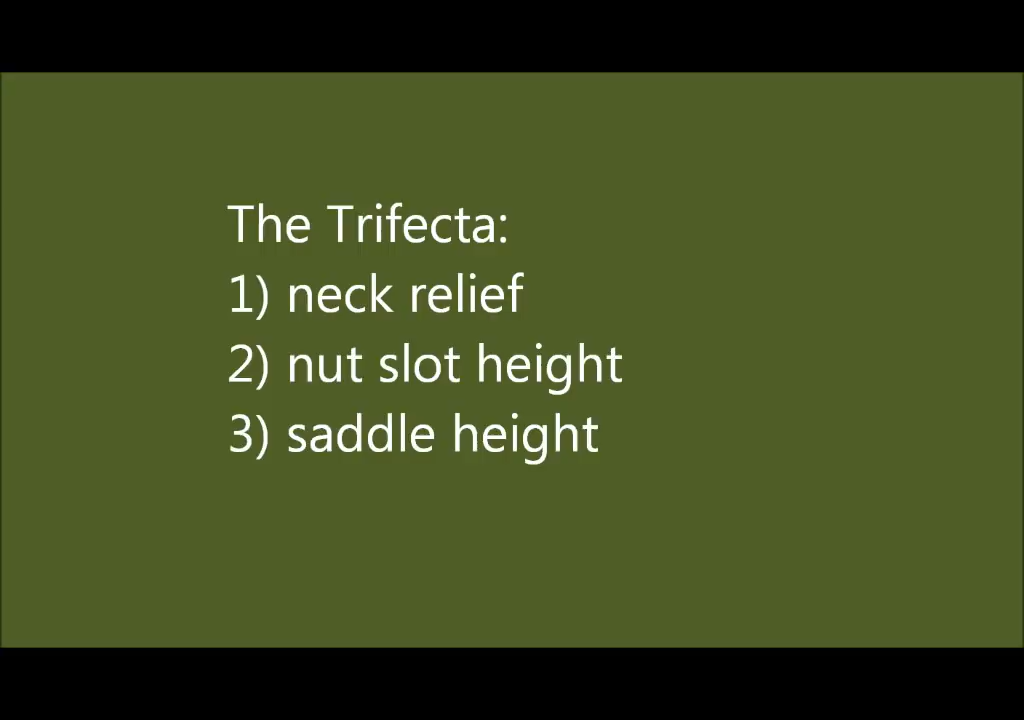 The Trifecta:
1) neck relief
2) nut slot height
3) saddle height